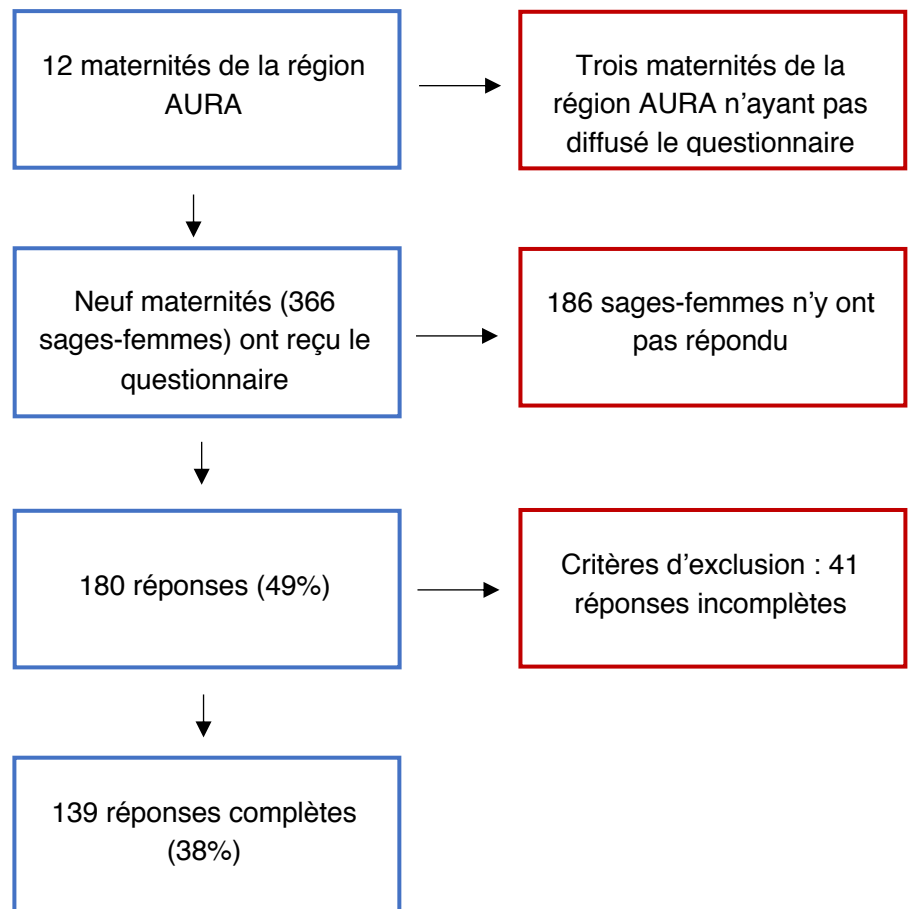 12 maternités de la région
AURA
Trois maternités de la
région AURA n’ayant pas
diffusé le questionnaire
Neuf maternités (366
sages-femmes) ont reçu le
questionnaire
186 sages-femmes n’y ont
pas répondu
180 réponses (49%)
Critères d’exclusion : 41
réponses incomplètes
139 réponses complètes
(38%)